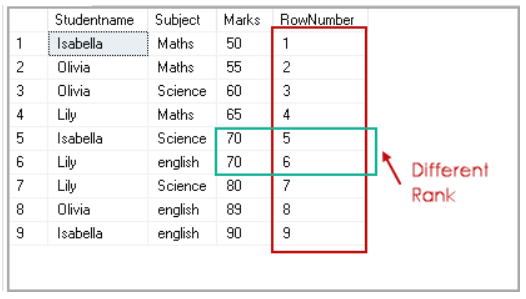 Studentname Subject Marks RowNumber
1 Isabella Maths 50 1
2 Olivia Maths 55 2
3 Olivia Science 60 3
4 Lily Maths 65 4
5 Isabella Science 70 5
6 Lily english 70 6
7 Lily Science 80 7
8 Olivia english 89 8
9 Isabella english 90 9
Different
Rank